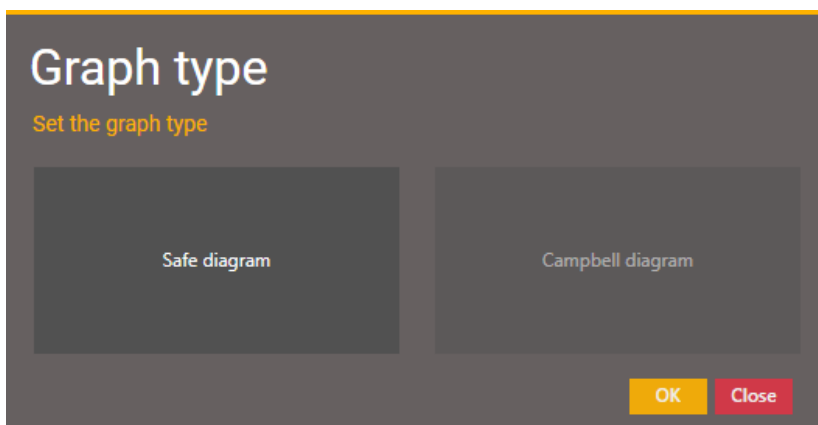 Graph type
Set the graph type
Safe diagram
Campbell diagram
OK
Close